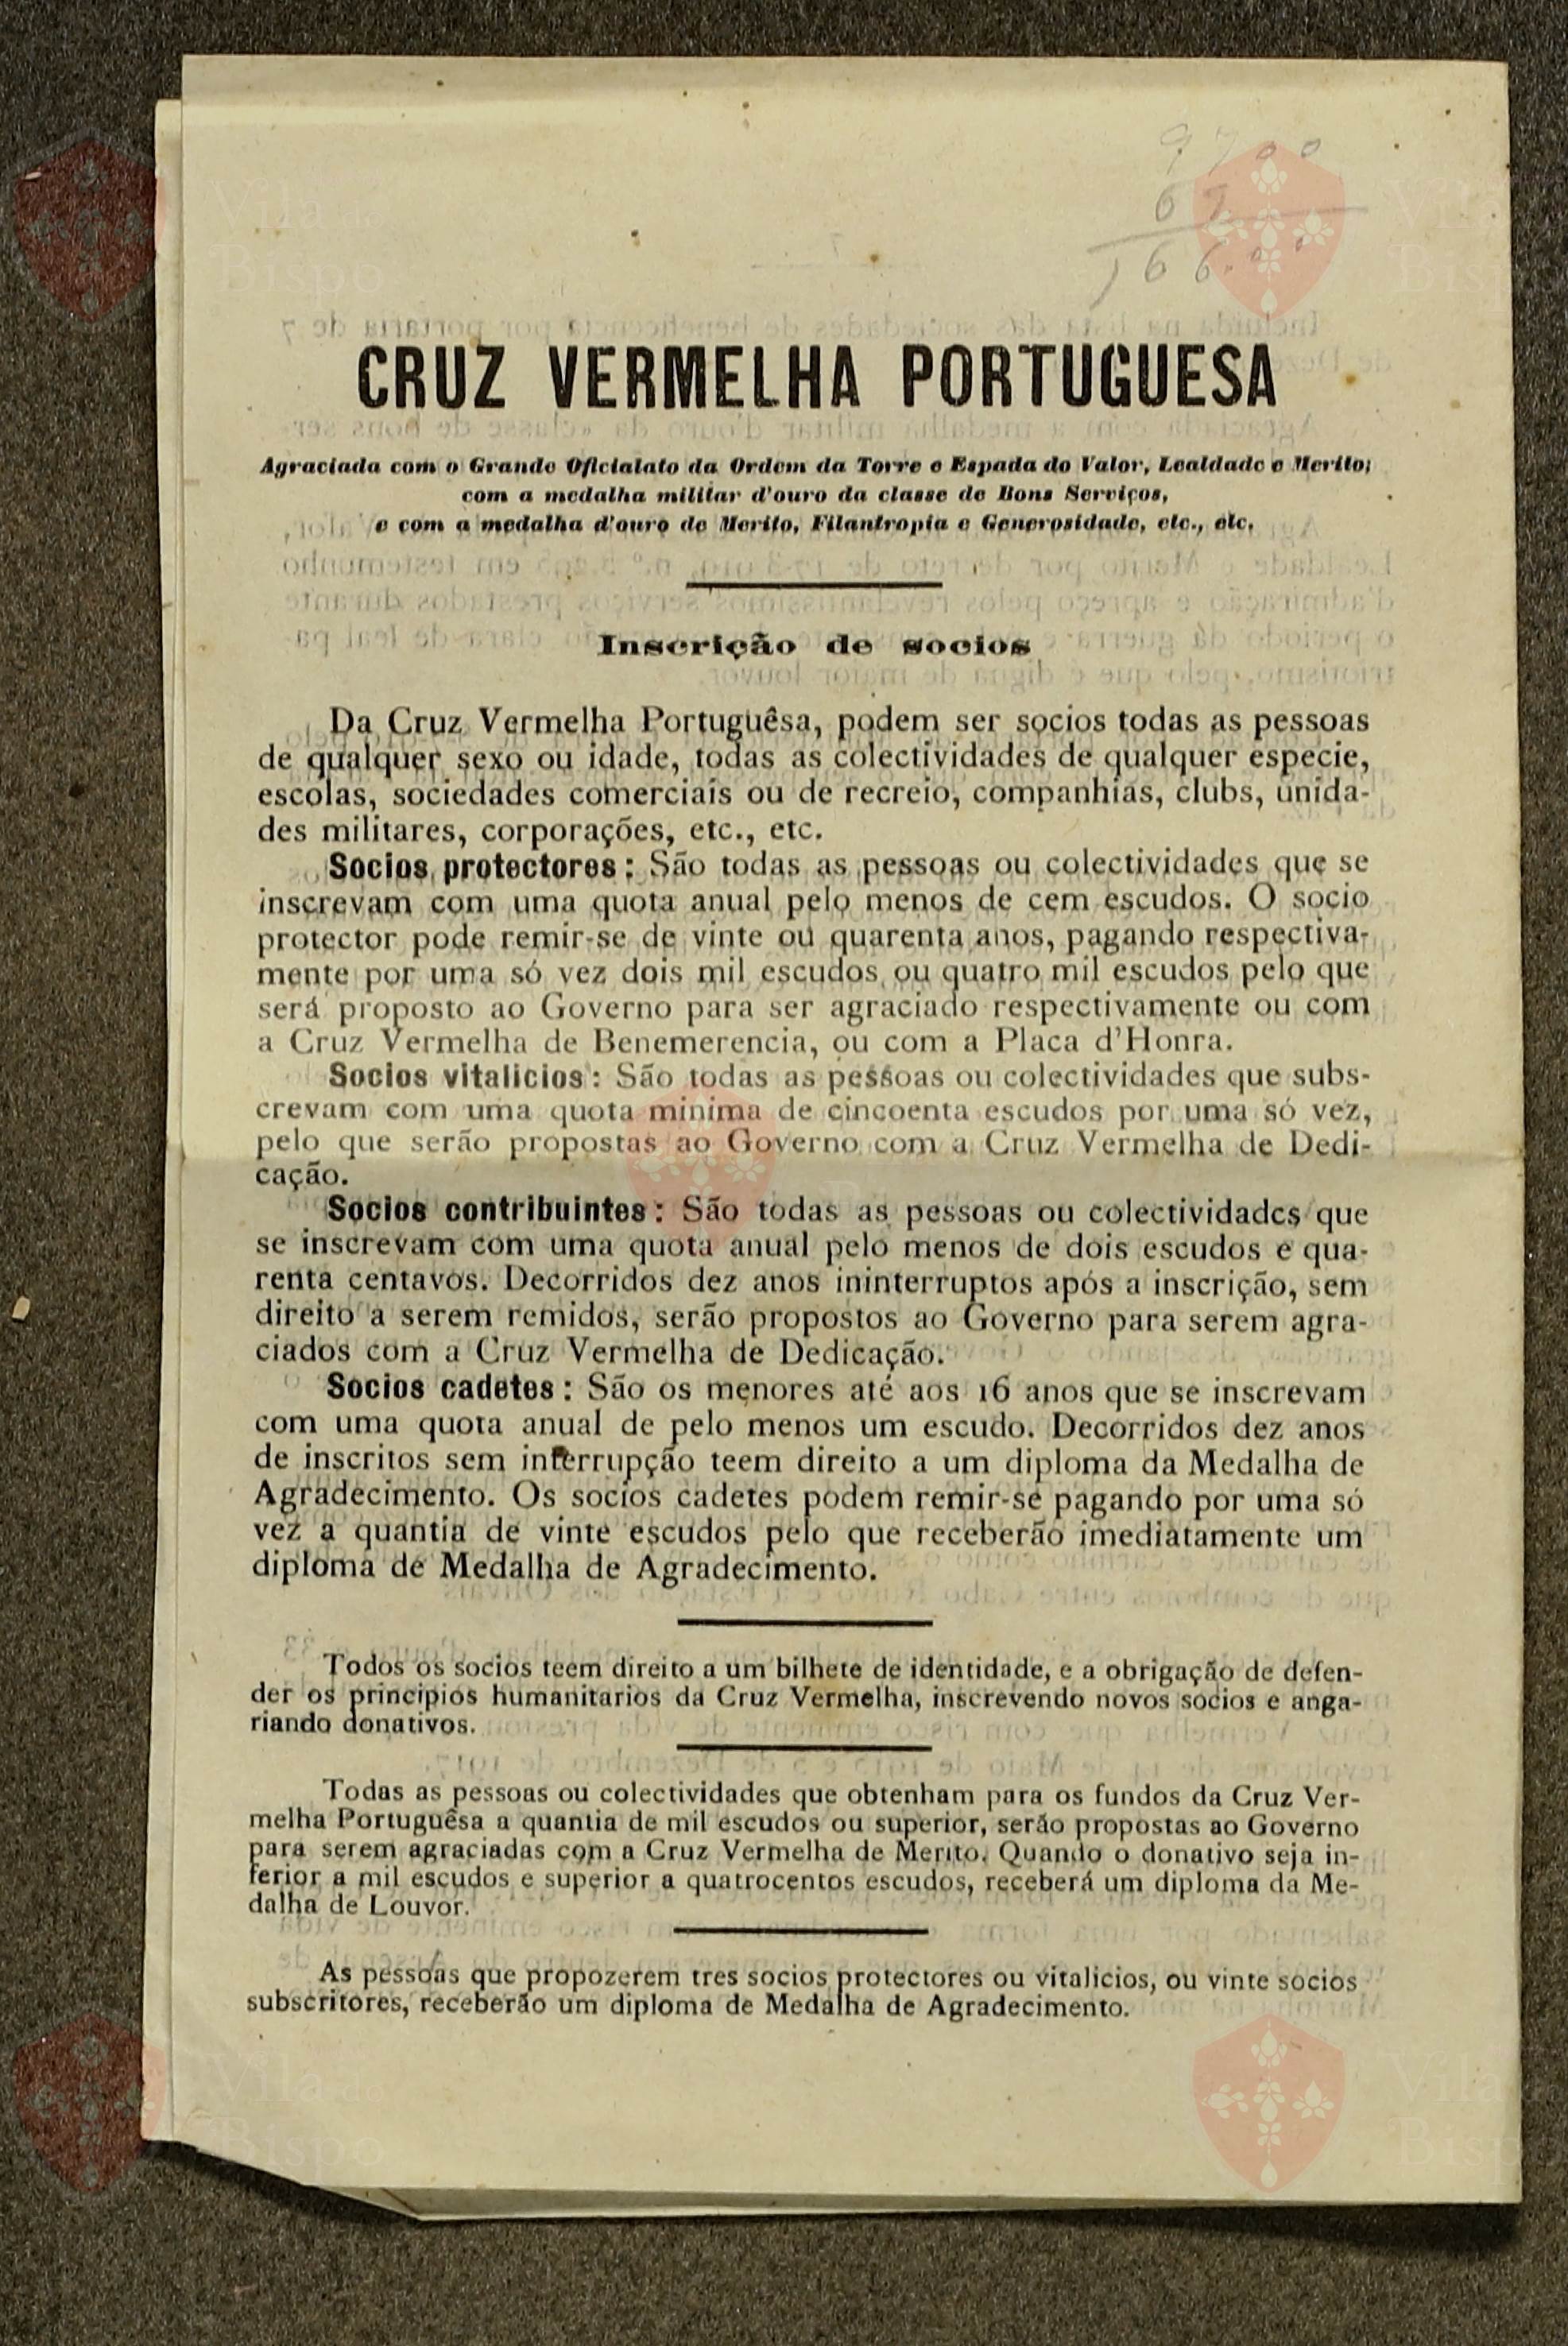 CRUZ VERMELHA PORTUGUESA
Agraciada com o Grande Oficialato da Ordem da Torre e Espada do Valor, Lealdade e Merito;
com a medalha militar d'ouro da classe de Bons Serviços,
e com a medalha d'ouro de Merito, Filantropia e Generosidade, etc., etc.
Inscrição de socios
Da Cruz Vermelha Portuguêsa, podem ser socios todas as pessoas
de qualquer sexo ou idade, todas as colectividades de qualquer especie,
escolas, sociedades comerciais ou de recreio, companhias, clubs, unida-
des militares, corporações, etc., etc.
Socios protectores: São todas as pessoas ou colectividades que se
inscrevam com uma quota anual pelo menos de cem escudos. O socio
protector pode remir-se de vinte ou quarenta anos, pagando respectiva-
mente por uma só vez dois mil escudos ou quatro mil escudos pelo que
será proposto ao Governo para ser agraciado respectivamente ou com
a Cruz Vermelha de Benemerencia, ou com a Placa d'Honra.
Socios vitalicios: São todas as pessoas ou colectividades que subs-
crevam com uma quota minima de cincoenta escudos por uma só vez,
pelo que serão propostas ao Governo com a Cruz Vermelha de Dedi-
cação.
Socios contribuintes: São todas as pessoas ou colectividades que
se inscrevam com uma quota anual pelo menos de dois escudos e qua-
renta centavos. Decorridos dez anos ininterruptos após a inscrição, sem
direito a serem remidos, serão propostos ao Governo para serem agra-
ciados com a Cruz Vermelha de Dedicação.
Socios cadetes: São os menores até aos 16 anos que se inscrevam
com uma quota anual de pelo menos um escudo. Decorridos dez anos
de inscritos sem interrupção teem direito a um diploma da Medalha de
Agradecimento. Os socios cadetes podem remir-se pagando por uma só
vez a quantia de vinte escudos pelo que receberão imediatamente um
diploma de Medalha de Agradecimento.
Todos os socios teem direito a um bilhete de identidade, e a obrigação de defen-
der os principios humanitarios da Cruz Vermelha, inscrevendo novos socios e anga-
riando donativos.
Todas as pessoas ou colectividades que obtenham para os fundos da Cruz Ver-
melha Portuguêsa a quantia de mil escudos ou superior, serão propostas ao Governo
para serem agraciadas com a Cruz Vermelha de Merito. Quando o donativo seja in-
ferior a mil escudos e superior a quatrocentos escudos, receberá um diploma da Me-
dalha de Louvor.
As pessoas que propozerem tres socios protectores ou vitalicios, ou vinte socios
subscritores, receberão um diploma de Medalha de Agradecimento.